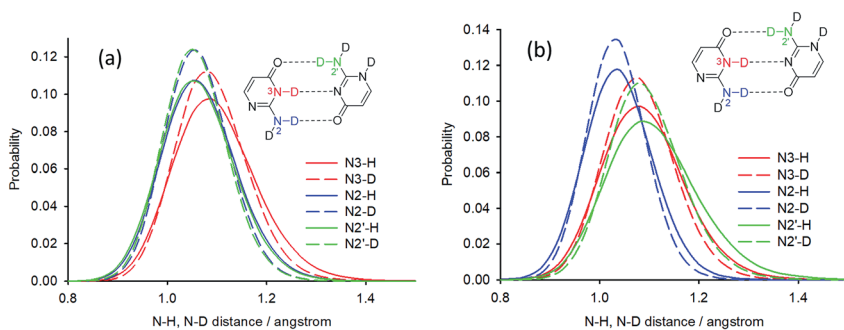 (a)
Probability
0.12
0.10
0.08
0.06
0.04
0.02
0.00
0.8
1.0
1.2
1.4
N-H, N-D distance / angstrom
N3-H
N3-D
N2-H
N2-D
N2'-H
N2'-D
D
O
D
N
2'
D
N
3
N
D
N
N
N
2
D
D
O
(b)
Probability
0.14
0.12
0.10
0.08
0.06
0.04
0.02
0.00
0.8
1.0
1.2
1.4
N-H, N-D distance / angstrom
N3-H
N3-D
N2-H
N2-D
N2'-H
N2'-D
D
O
D
N
2'
D
N
3
N
D
N
N
N
2
D
D
O